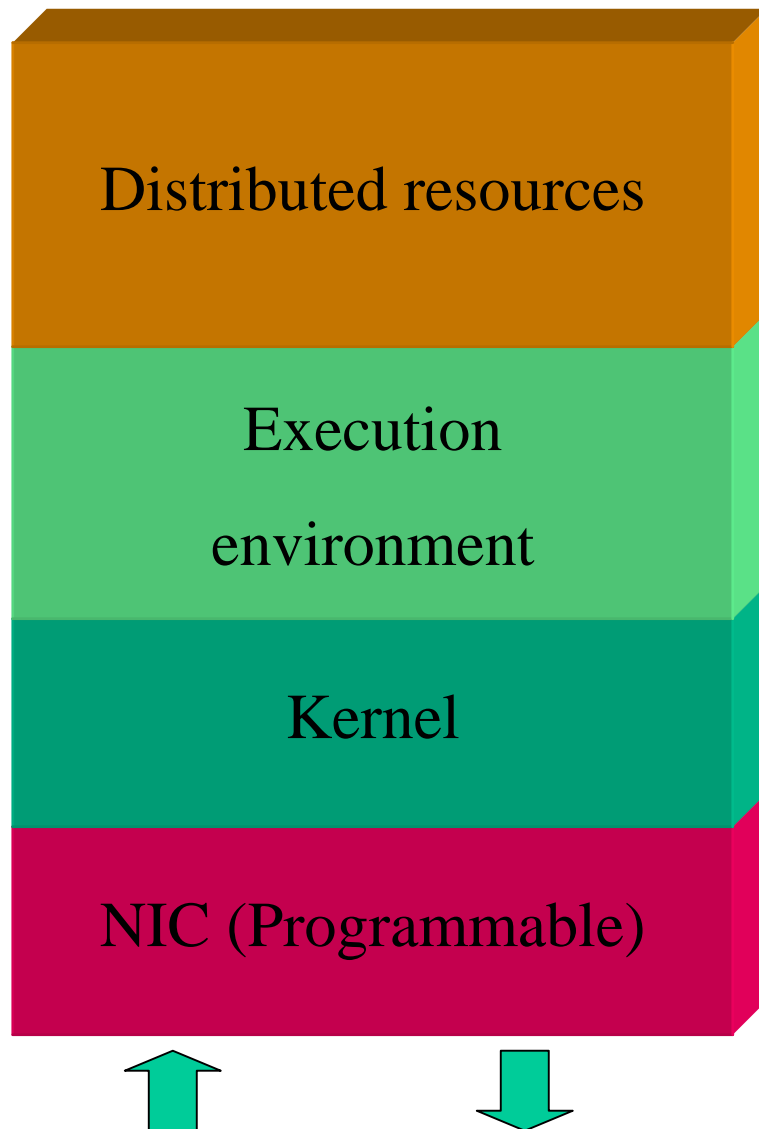 Distributed resources
Execution
environment
Kernel
NIC (Programmable)